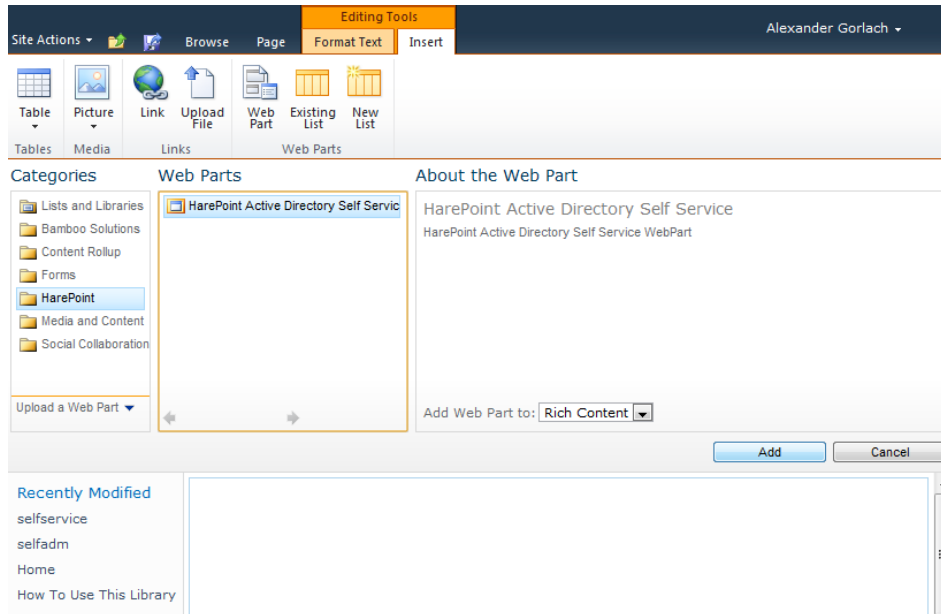 Editing Tools
Alexander Gorlach
Site Actions
Browse
Page
Format Text
Insert
Table
Picture
Link
Upload File
Web Part
Existing List
New List
Tables
Media
Links
Web Parts
Categories
Web Parts
About the Web Part
Lists and Libraries
Bamboo Solutions
Content Rollup
Forms
HarePoint
Media and Content
Social Collaboration
Upload a Web Part
HarePoint Active Directory Self Servic
HarePoint Active Directory Self Service
HarePoint Active Directory Self Service WebPart
Add Web Part to: Rich Content
Add
Cancel
Recently Modified
selfservice
selfadm
Home
How To Use This Library